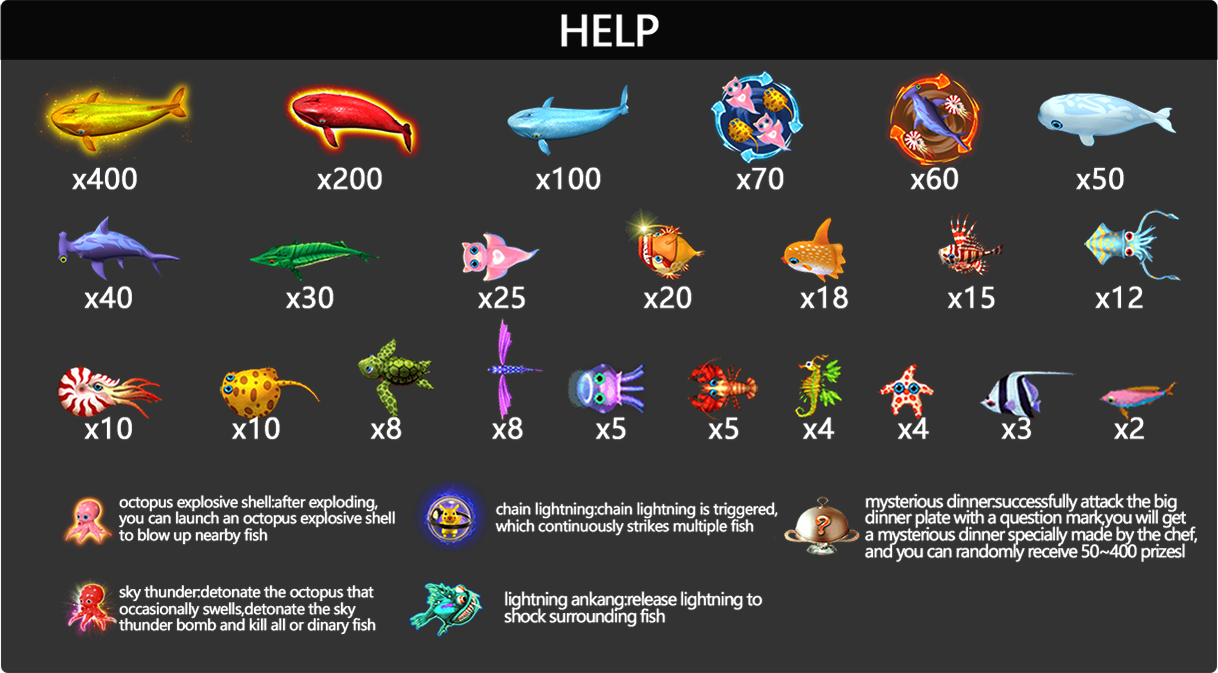 HELP
x400
x200
x100
x70
x60
x50
x40
x30
x25
x20
x18
x15
x12
x10
x10
x8
x8
x5
x5
x4
x4
x3
x2
octopus explosive shell:after exploding,
you can launch an octopus explosive shell
to blow up nearby fish
chain lightning:chain lightning is triggered,
which continuously strikes multiple fish
?
mysterious dinner:successfully attack the big
dinner plate with a question mark,you will get
a mysterious dinner specially made by the chef,
and you can randomly receive 50~400 prizes!
sky thunder:detonate the octopus that
occasionally swells,detonate the sky
thunder bomb and kill all or dinary fish
lightning ankang:release lightning to
shock surrounding fish